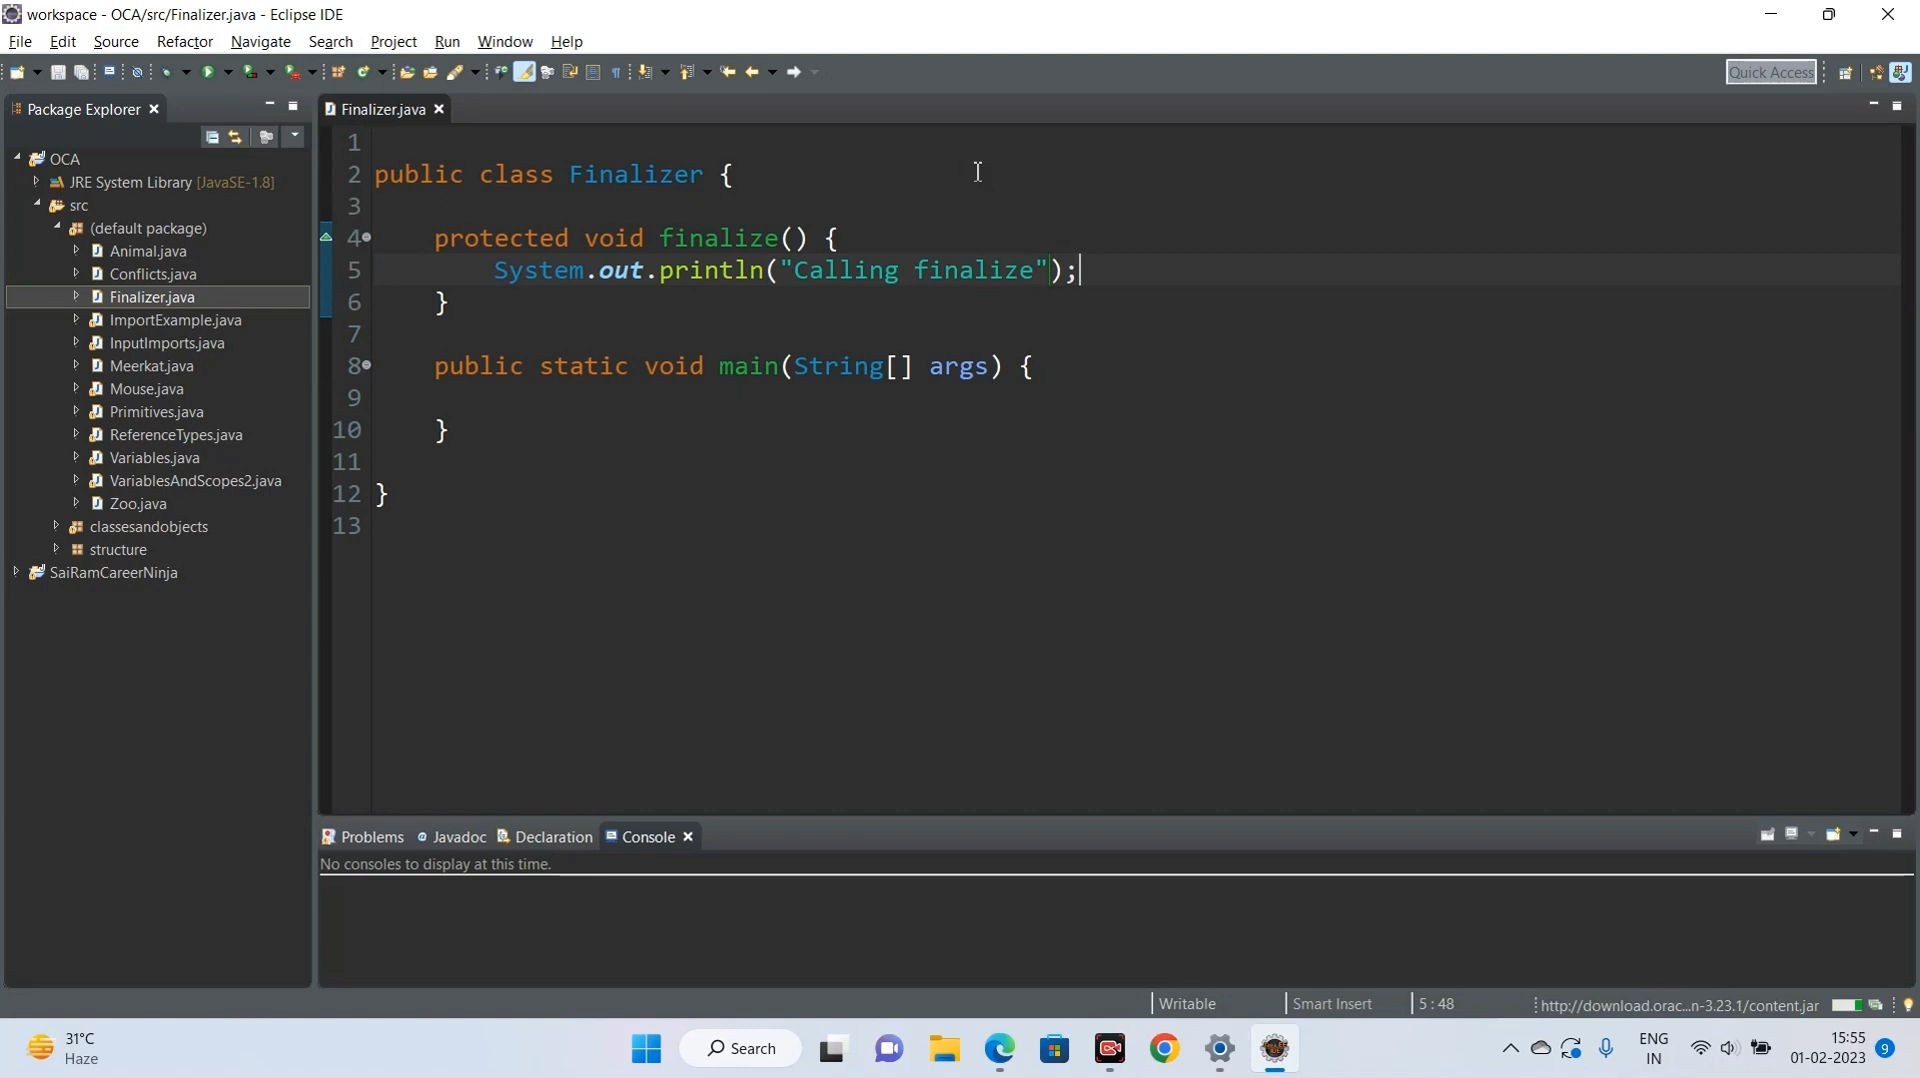 workspace - OCA/src/Finalizer.java - Eclipse IDE
File Edit Source Refactor Navigate Search Project Run Window Help
Quick Access
Package Explorer
Finalizer.java
OCA
JRE System Library [JavaSE-1.8]
src
(default package)
Animal.java
Conflicts.java
Finalizer.java
ImportExample.java
InputImports.java
Meerkat.java
Mouse.java
Primitives.java
ReferenceTypes.java
Variables.java
VariablesAndScopes2.java
Zoo.java
classesandobjects
structure
SaiRamCareerNinja
1
2 public class Finalizer {
3
4 protected void finalize() {
5 System.out.println("Calling finalize");
6 }
7
8 public static void main(String[] args) {
9
10 }
11
12 }
13
Problems Javadoc Declaration Console
No consoles to display at this time.
Writable Smart Insert 5 : 48 http://download.orac...n-3.23.1/content.jar
31°C
Haze
Search
ENG
IN
15:55
01-02-2023
9